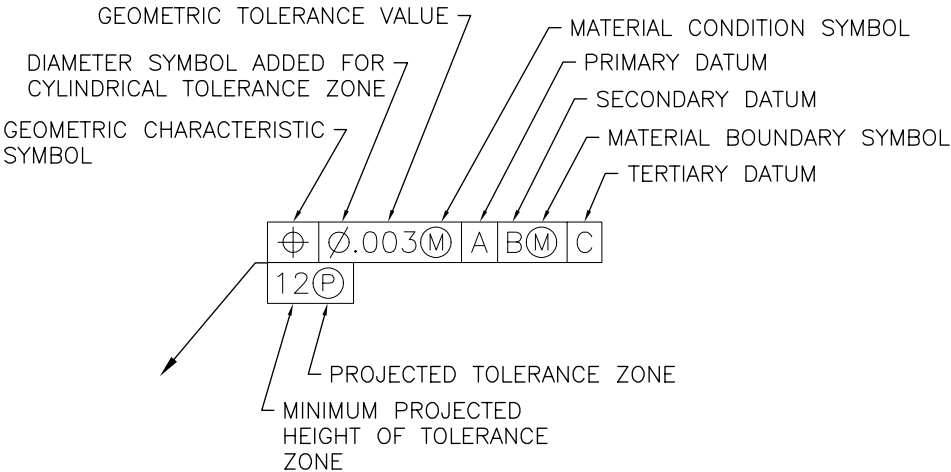 GEOMETRIC TOLERANCE VALUE
MATERIAL CONDITION SYMBOL
DIAMETER SYMBOL ADDED FOR
CYLINDRICAL TOLERANCE ZONE
PRIMARY DATUM
SECONDARY DATUM
GEOMETRIC CHARACTERISTIC
SYMBOL
MATERIAL BOUNDARY SYMBOL
TERTIARY DATUM
⌖ ⌀.003Ⓜ A BⓂ C
12Ⓟ
PROJECTED TOLERANCE ZONE
MINIMUM PROJECTED
HEIGHT OF TOLERANCE
ZONE